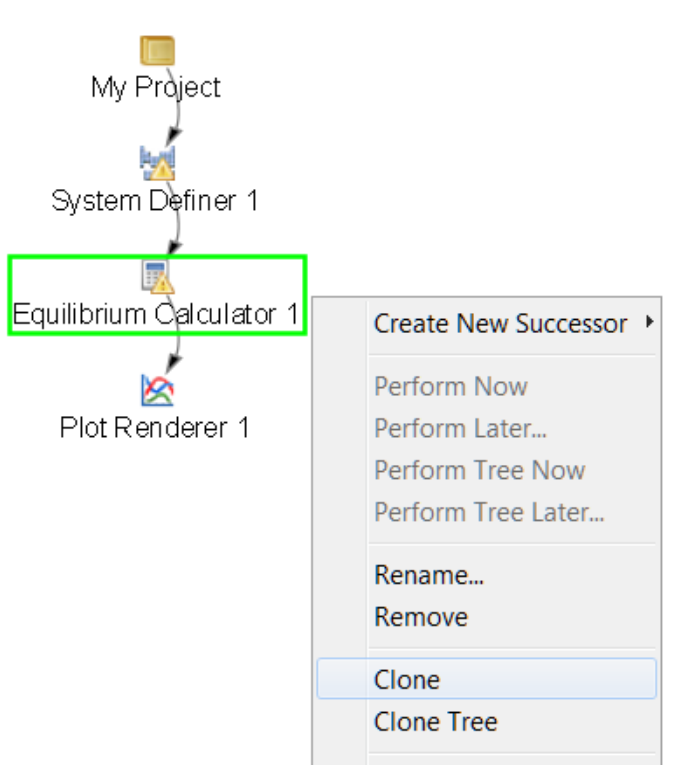 My Project
System Definer 1
Equilibrium Calculator 1
Plot Renderer 1
Create New Successor
Perform Now
Perform Later...
Perform Tree Now
Perform Tree Later...
Rename...
Remove
Clone
Clone Tree